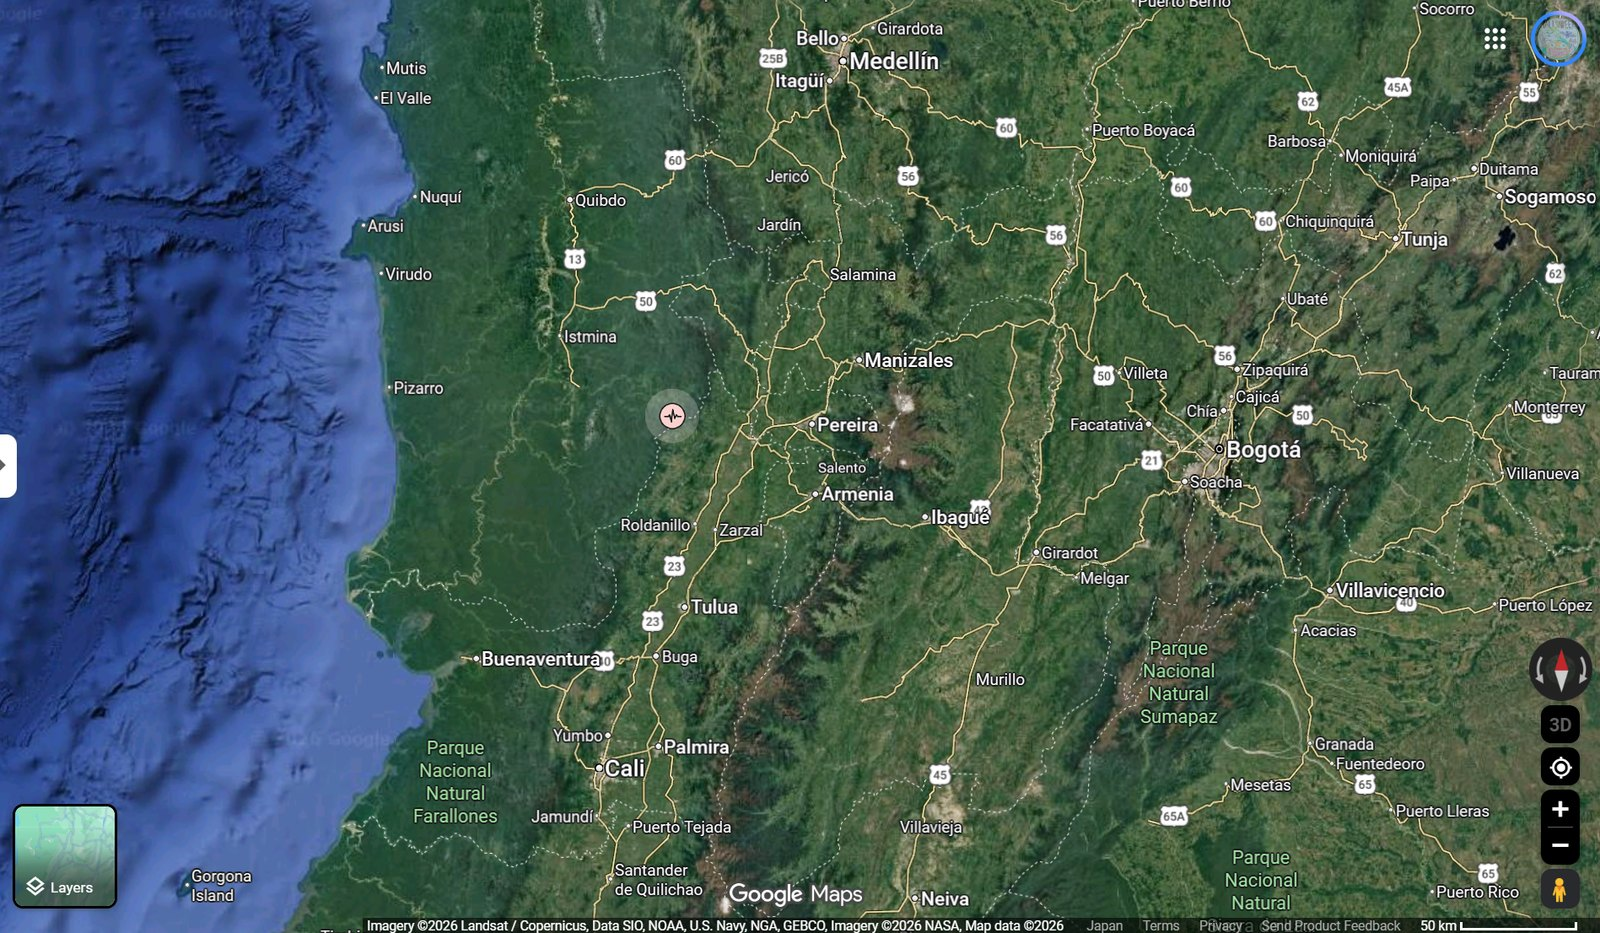 Puerto Berrío
Socorro
Girardota
Bello
25B
Medellín
Mutis
Itagüí
45A
55
El Valle
62
60
Puerto Boyacá
Barbosa
Moniquirá
60
Duitama
Jericó
56
Paipa
60
Nuquí
Quibdo
Sogamoso
Arusi
Jardín
56
60
Chiquinquirá
Tunja
13
Virudo
Salamina
62
50
Ubaté
Istmina
Manizales
56
Zipaquirá
50
Villeta
Tauram
Pizarro
Cajicá
Monterrey
Chía
50
Pereira
Facatativá
Bogotá
21
Salento
Villanueva
Armenia
Soacha
Ibagué
Roldanillo
Zarzal
Girardot
23
Melgar
Villavicencio
40
Tulua
Puerto López
23
Acacias
Buenaventura
Buga
Parque
Nacional
Natural
Sumapaz
Murillo
3D
Yumbo
Palmira
Parque
Nacional
Natural
Farallones
Granada
Fuentedeoro
Cali
45
Mesetas
65
Jamundí
Puerto Tejada
Villavieja
65A
Puerto Lleras
Parque
Nacional
Natural
Santander
de Quilichao
65
Gorgona
Island
Layers
Google Maps
Neiva
Puerto Rico
Imagery ©2026 Landsat / Copernicus, Data SIO, NOAA, U.S. Navy, NGA, GEBCO, Imagery ©2026 NASA, Map data ©2026
Japan
Terms
Privacy
Send Product Feedback
50 km